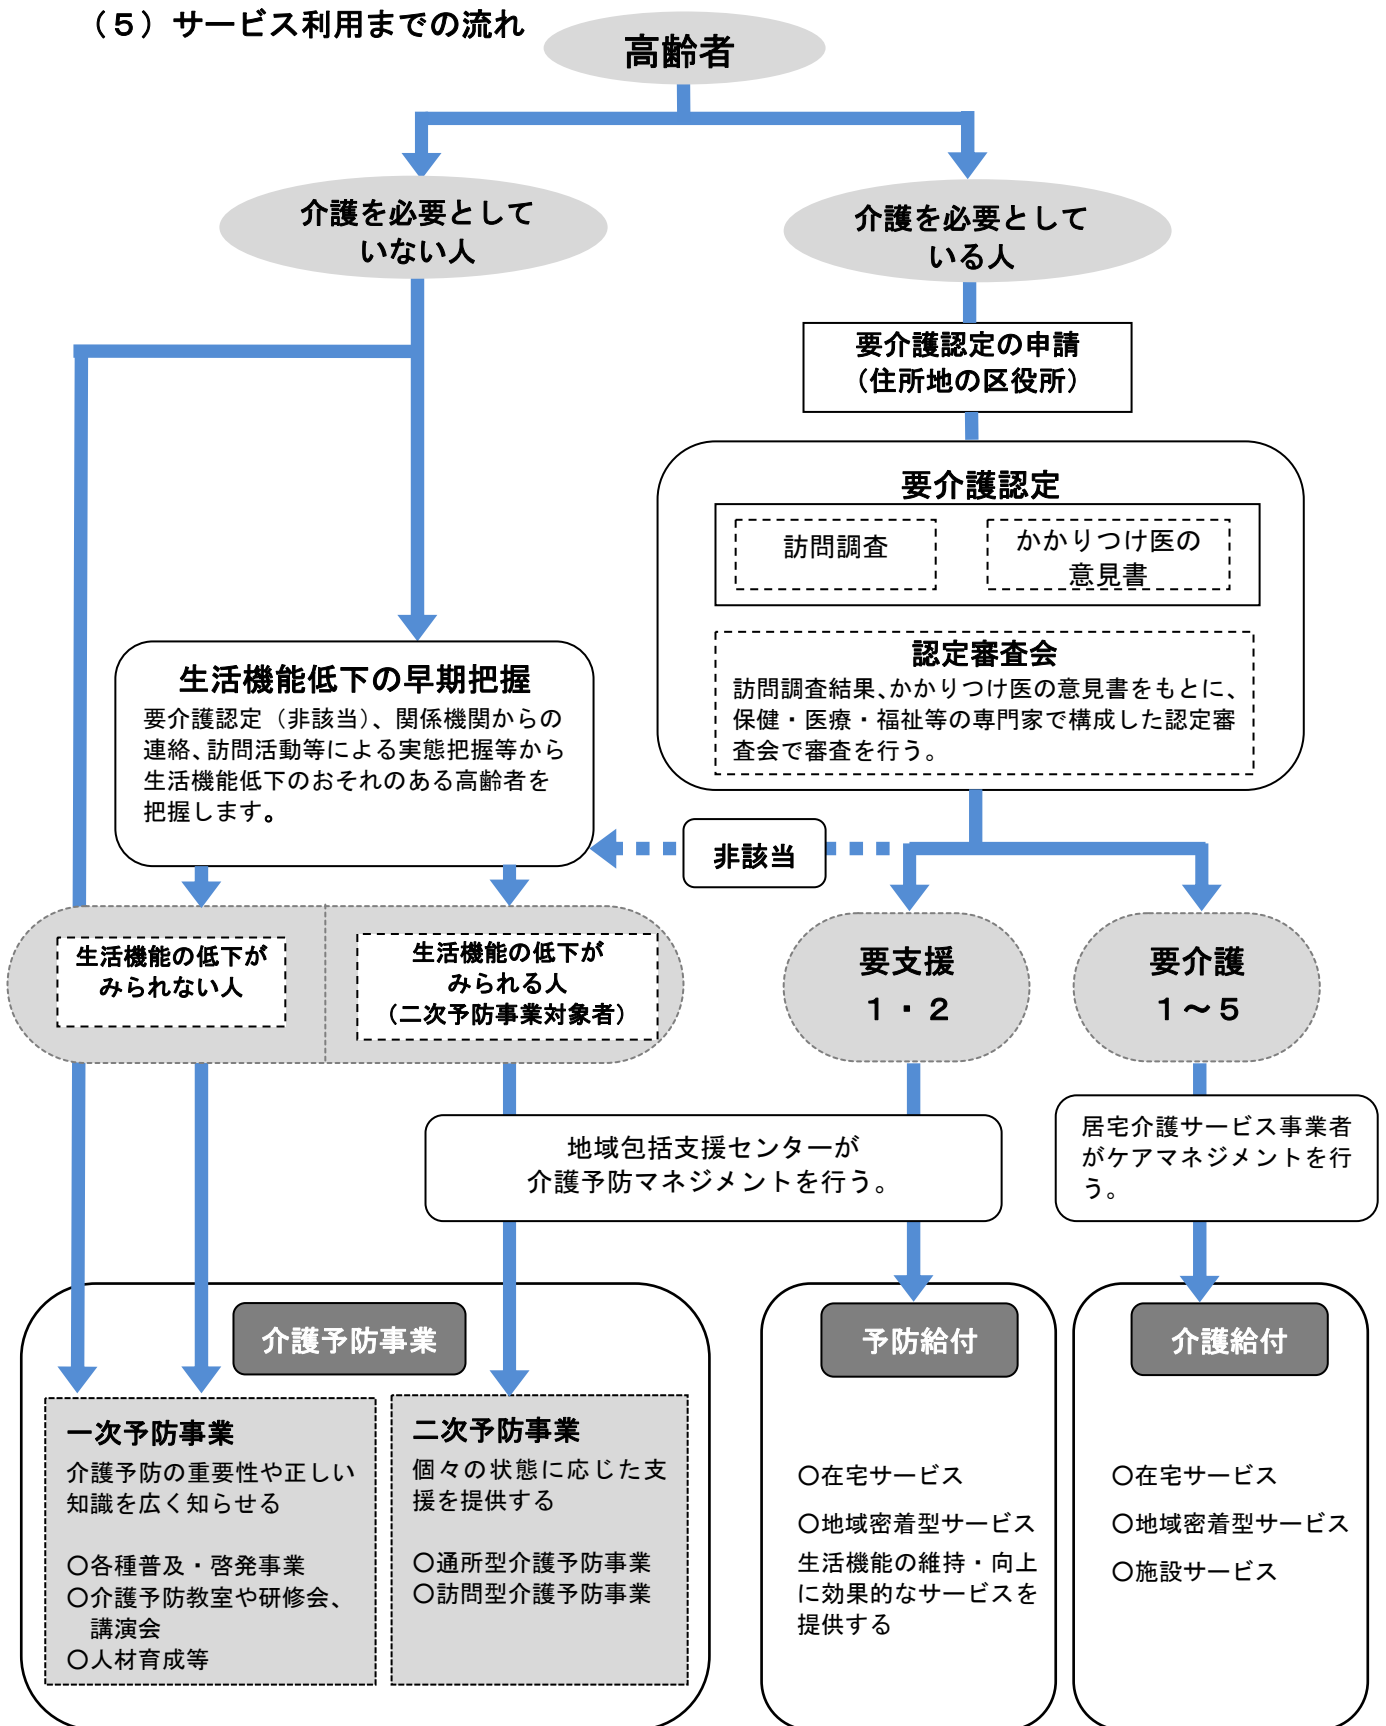 （５）サービス利用までの流れ
高齢者
介護を必要として
いない人
介護を必要として
いる人
要介護認定の申請
（住所地の区役所）
要介護認定
訪問調査
かかりつけ医の
意見書
認定審査会
訪問調査結果、かかりつけ医の意見書をもとに、
保健・医療・福祉等の専門家で構成した認定審
査会で審査を行う。
生活機能低下の早期把握
要介護認定（非該当）、関係機関からの
連絡、訪問活動等による実態把握等から
生活機能低下のおそれのある高齢者を
把握します。
非該当
生活機能の低下が
みられない人
生活機能の低下が
みられる人
（二次予防事業対象者）
要支援
１・２
要介護
１～５
地域包括支援センターが
介護予防マネジメントを行う。
居宅介護サービス事業者
がケアマネジメントを行
う。
介護予防事業
一次予防事業
介護予防の重要性や正しい
知識を広く知らせる
○各種普及・啓発事業
○介護予防教室や研修会、
講演会
○人材育成等
二次予防事業
個々の状態に応じた支
援を提供する
○通所型介護予防事業
○訪問型介護予防事業
予防給付
○在宅サービス
○地域密着型サービス
生活機能の維持・向上
に効果的なサービスを
提供する
介護給付
○在宅サービス
○地域密着型サービス
○施設サービス